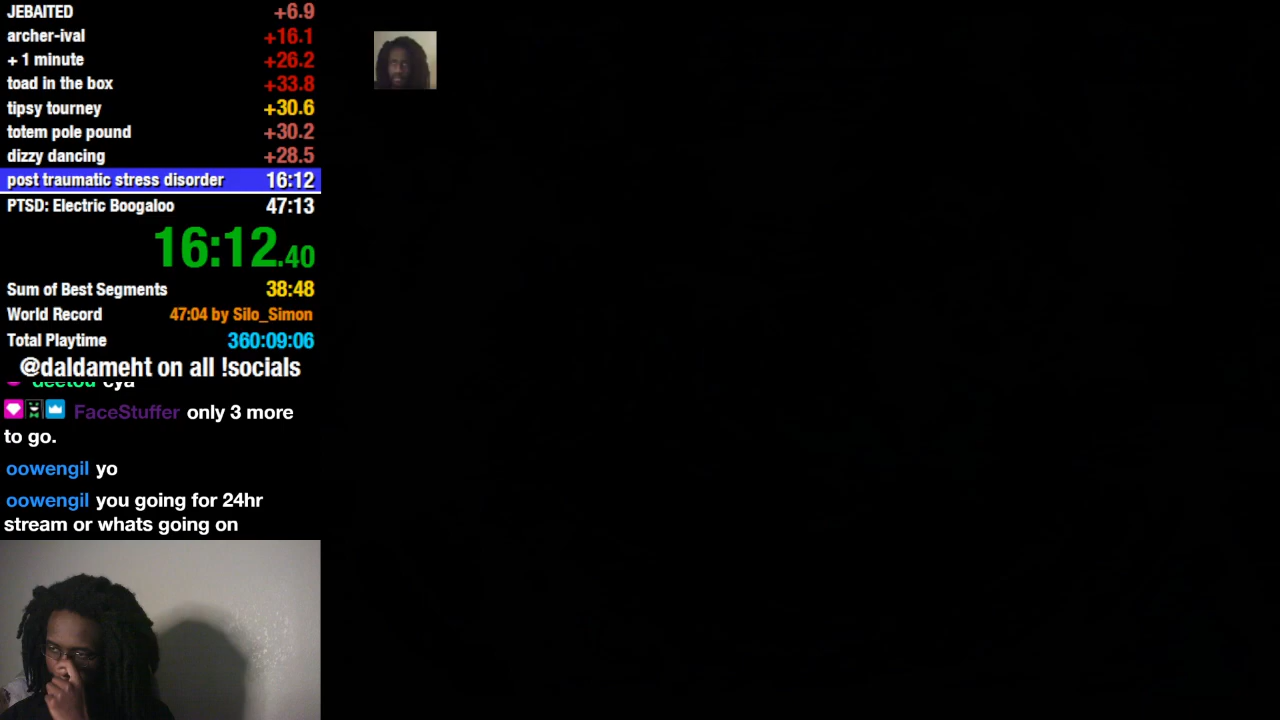 JEBAITED +6.9
archer-ival +16.1
+ 1 minute +26.2
toad in the box +33.8
tipsy tourney +30.6
totem pole pound +30.2
dizzy dancing +28.5
post traumatic stress disorder 16:12
PTSD: Electric Boogaloo 47:13
16:12.40
Sum of Best Segments 38:48
World Record 47:04 by Silo_Simon
Total Playtime 360:09:06
@daldameht on all !socials
deetou cya
FaceStuffer only 3 more
to go.
oowengil yo
oowengil you going for 24hr
stream or whats going on